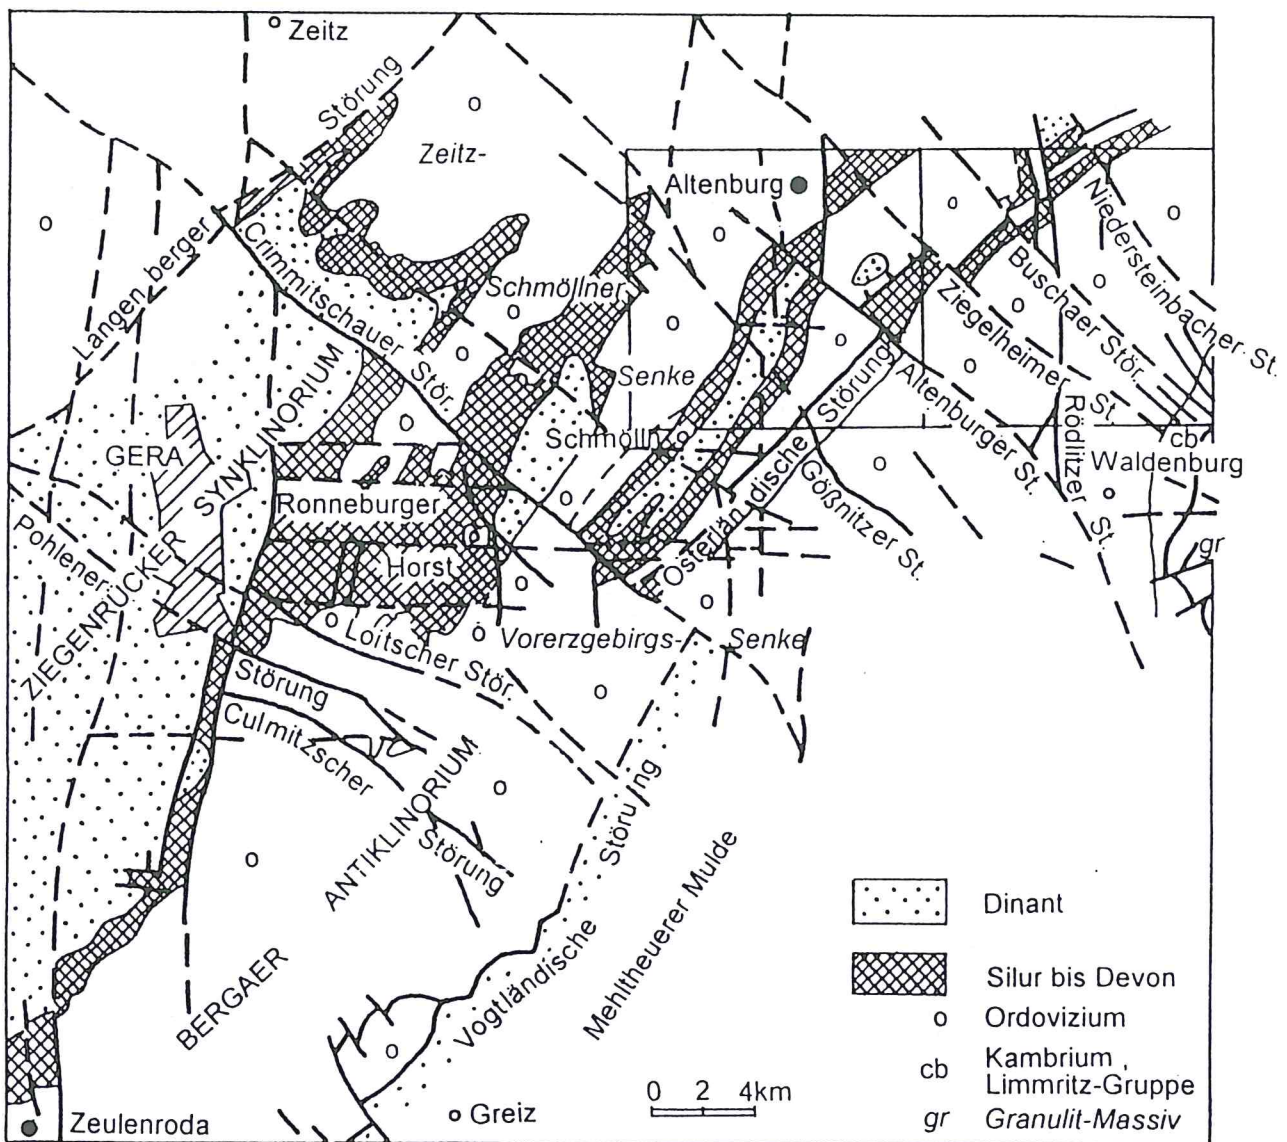 Zeitz
Störung
Zeitz-
Altenburg
Langen berger
Crimmitschauer Stör.
Schmöllner
Niedersteinbacher St.
Buschaer Stör.
Ziegelheimer St.
Senke
Altenburger St.
Rödlitzer St.
GERA
SYNKLINORIUM
Schmölln
cb
Waldenburg
Ronneburger
Horst
Osterländische Störung
Gößnitzer St.
gr
Pohlener
ZIEGENRÜCKER
Loitscher Stör.
Vorerzgebirgs-
Senke
Störung
Culmitzscher
Störung
ANTIKLINORIUM
BERGAER
Störung
Vogtländische
Mehltheuerer Mulde
Zeulenroda
Greiz
0 2 4km
Dinant
Silur bis Devon
o Ordovizium
cb Kambrium,
Limmritz-Gruppe
gr Granulit-Massiv